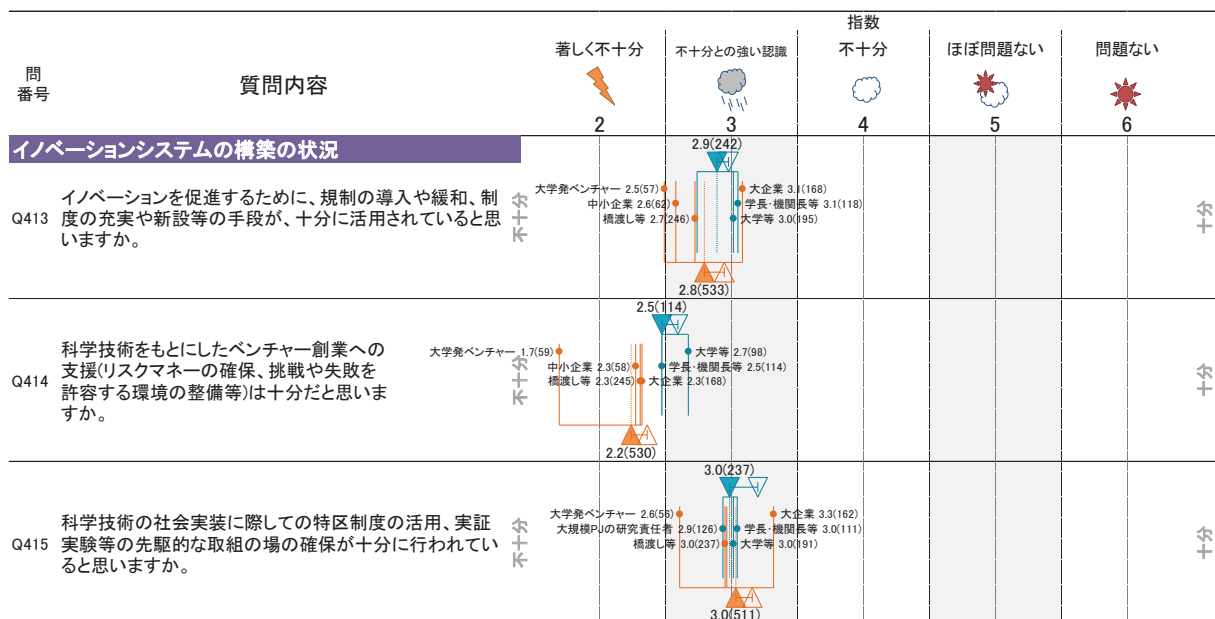 指数
著しく不十分
不十分との強い認識
不十分
ほぼ問題ない
問題ない
問
番号
質問内容
2
3
4
5
6
イノベーションシステムの構築の状況
Q413
イノベーションを促進するために、規制の導入や緩和、制
度の充実や新設等の手段が、十分に活用されていると思
いますか。
不十分
2.9(242)
大学発ベンチャー 2.5(57)
大企業 3.1(168)
中小企業 2.6(62)
学長・機関長等 3.1(118)
橋渡し等 2.7(246)
大学等 3.0(195)
2.8(533)
十分
Q414
科学技術をもとにしたベンチャー創業への
支援(リスクマネーの確保、挑戦や失敗を
許容する環境の整備等)は十分だと思いま
すか。
不十分
2.5(114)
大学発ベンチャー 1.7(59)
大学等 2.7(98)
中小企業 2.3(58)
学長・機関長等 2.5(114)
橋渡し等 2.3(245)
大企業 2.3(168)
2.2(530)
十分
Q415
科学技術の社会実装に際しての特区制度の活用、実証
実験等の先駆的な取組の場の確保が十分に行われてい
ると思いますか。
不十分
3.0(237)
大学発ベンチャー 2.6(56)
大企業 3.3(162)
大規模PJの研究責任者 2.9(126)
学長・機関長等 3.0(111)
橋渡し等 3.0(237)
大学等 3.0(191)
3.0(511)
十分